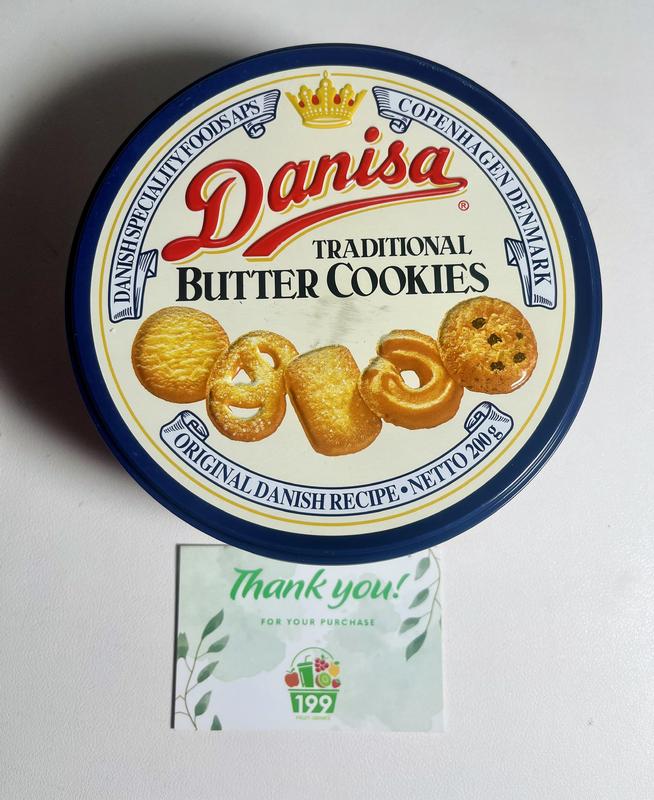 DANISH SPECIALITY FOODS APS
COPENHAGEN DENMARK
Danisa
®
TRADITIONAL
BUTTER COOKIES
ORIGINAL DANISH RECIPE • NETTO 200g
Thank you!
FOR YOUR PURCHASE
199